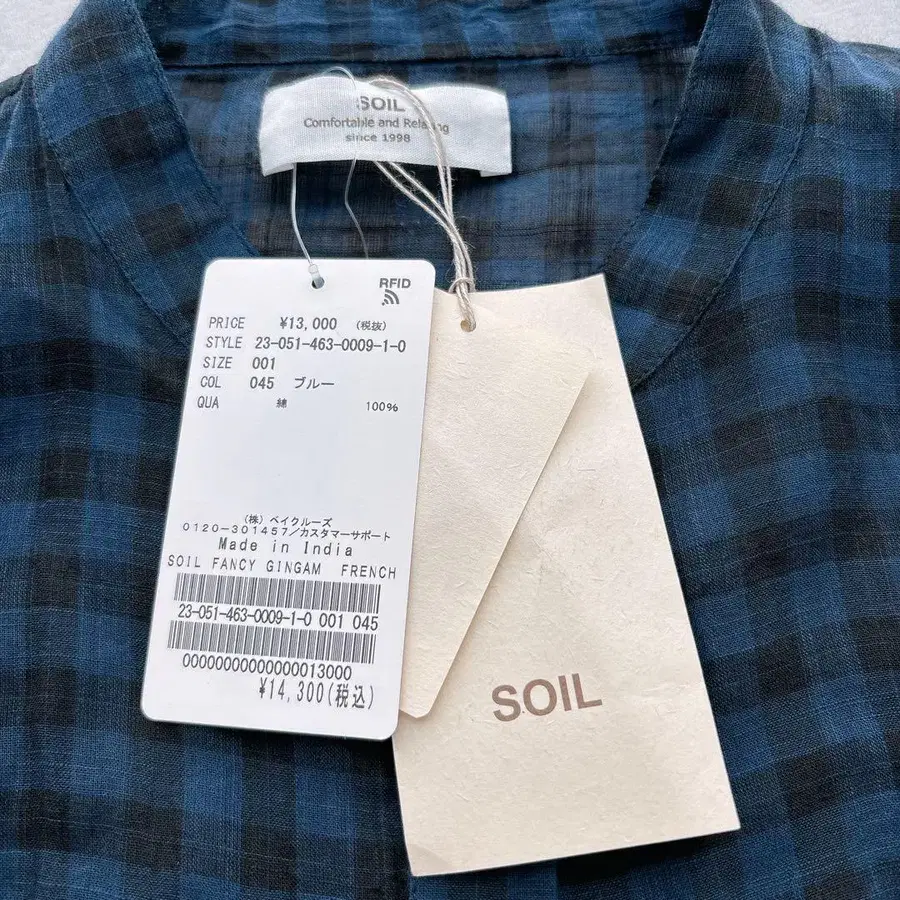 SOIL
Comfortable and Relaxing
since 1998
RFID
PRICE ¥13,000 (税抜)
STYLE 23-051-463-0009-1-0
SIZE 001
COL 045 ブルー
QUA 綿 100%
(株)ベイクルーズ
0120-301457/カスタマーサポート
Made in India
SOIL FANCY GINGAM FRENCH
23-051-463-0009-1-0 001 045
00000000000000013000
¥14,300(税込)
SOIL